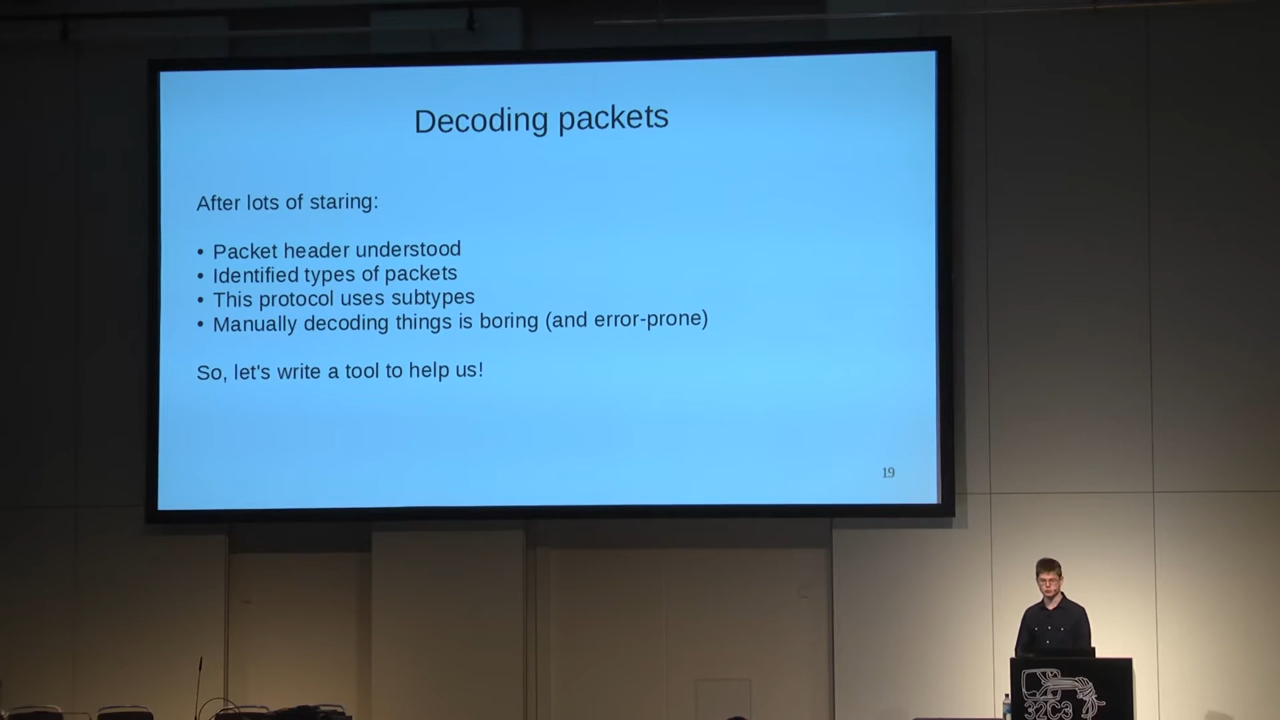 Decoding packets
After lots of staring:
• Packet header understood
• Identified types of packets
• This protocol uses subtypes
• Manually decoding things is boring (and error-prone)
So, let's write a tool to help us!
19
32C3